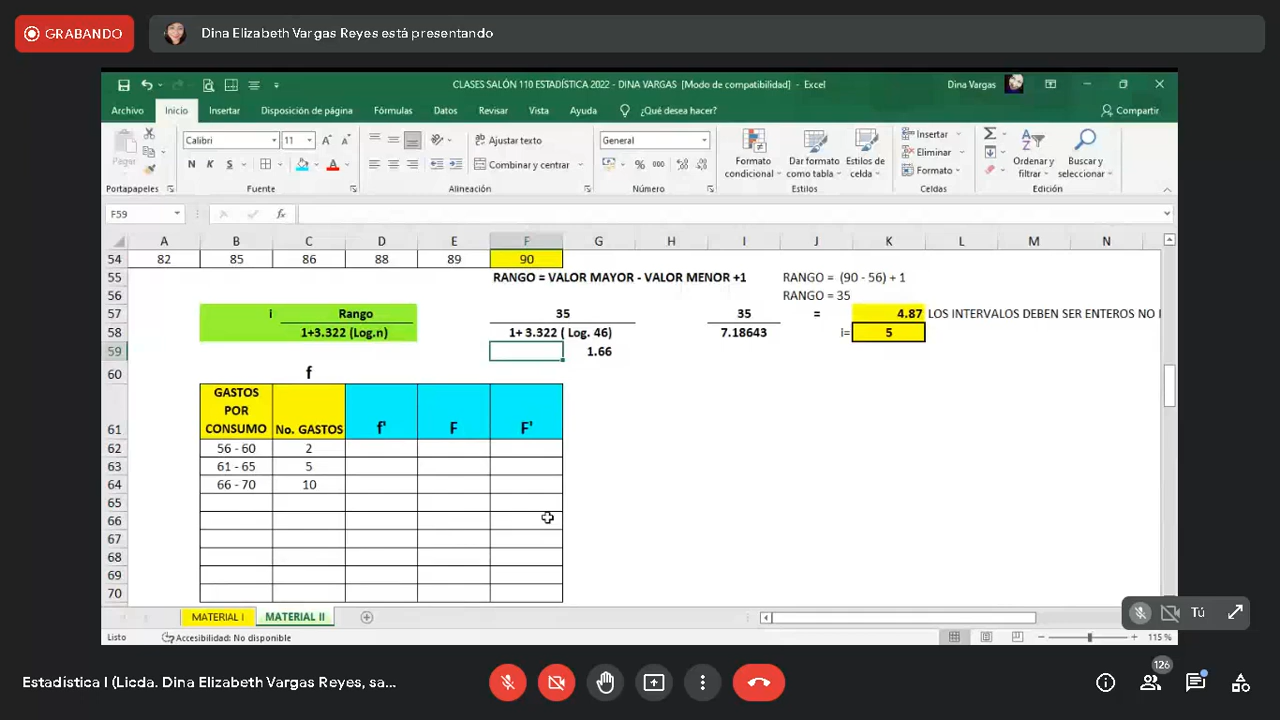 GRABANDO
Dina Elizabeth Vargas Reyes está presentando
CLASES SALÓN 110 ESTADÍSTICA 2022 - DINA VARGAS [Modo de compatibilidad] - Excel
Dina Vargas
Archivo Inicio Insertar Disposición de página Fórmulas Datos Revisar Vista Ayuda ¿Qué desea hacer? Compartir
Pegar
Calibri 11
N K S
Ajustar texto
Combinar y centrar
General
% 000
Formato condicional
Dar formato como tabla
Estilos de celda
Insertar
Eliminar
Formato
Ordenar y filtrar
Buscar y seleccionar
Portapapeles Fuente Alineación Número Estilos Celdas Edición
F59 fx
A B C D E F G H I J K L M N
54 82 85 86 88 89 90
55 RANGO = VALOR MAYOR - VALOR MENOR +1 RANGO = (90 - 56) + 1
56 RANGO = 35
57 i Rango 35 35 = 4.87 LOS INTERVALOS DEBEN SER ENTEROS NO
58 1+3.322 (Log.n) 1+ 3.322 ( Log. 46) 7.18643 i= 5
59 1.66
60 f
61 GASTOS POR CONSUMO No. GASTOS f' F F'
62 56 - 60 2
63 61 - 65 5
64 66 - 70 10
65
66
67
68
69
70
MATERIAL I MATERIAL II
Listo Accesibilidad: No disponible 115 %
Tú
Estadística I (Licda. Dina Elizabeth Vargas Reyes, sa...
126